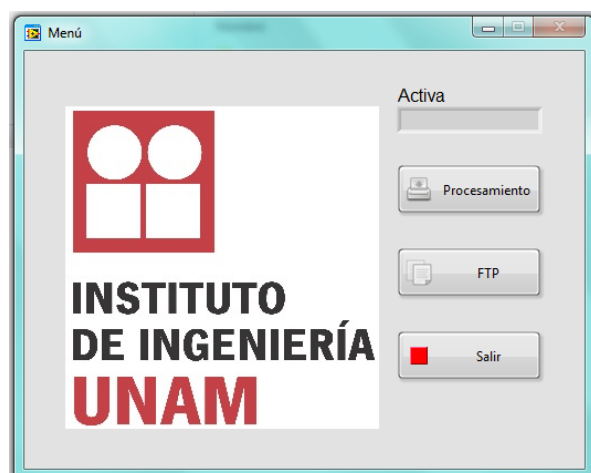 Menú
Activa
Procesamiento
FTP
Salir
INSTITUTO
DE INGENIERÍA
UNAM